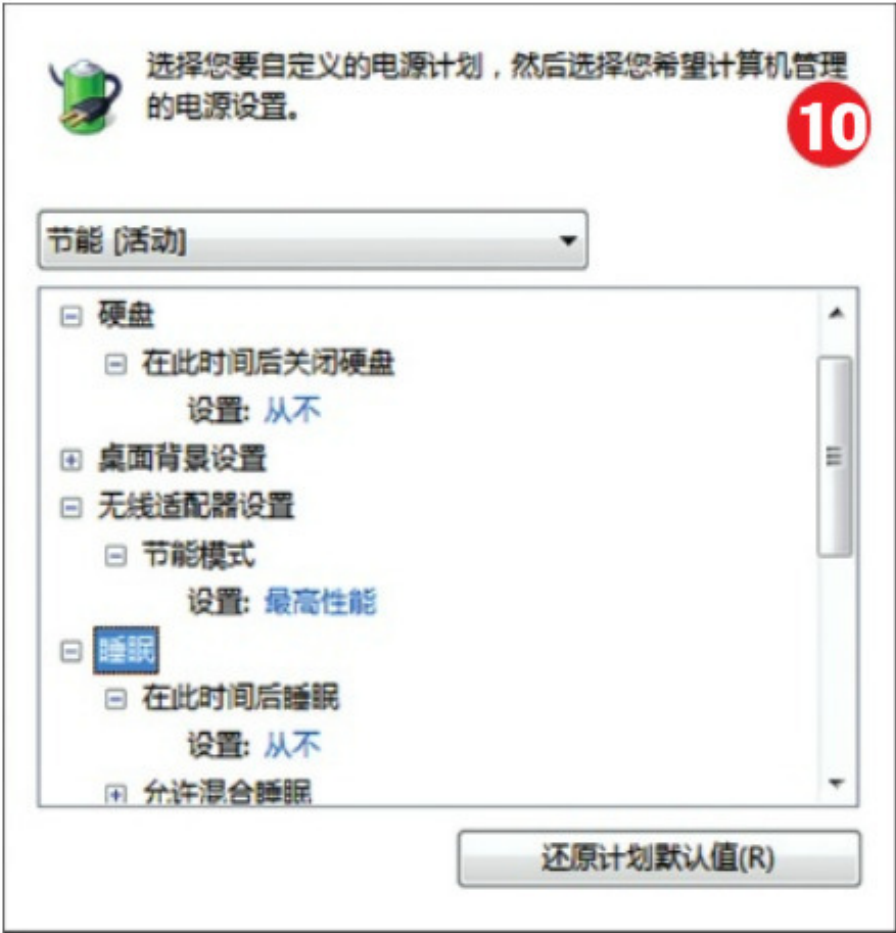 选择您要自定义的电源计划，然后选择您希望计算机管理
的电源设置。
10
节能 [活动]
硬盘
在此时间后关闭硬盘
设置: 从不
桌面背景设置
无线适配器设置
节能模式
设置: 最高性能
睡眠
在此时间后睡眠
设置: 从不
允许混合睡眠
还原计划默认值(R)